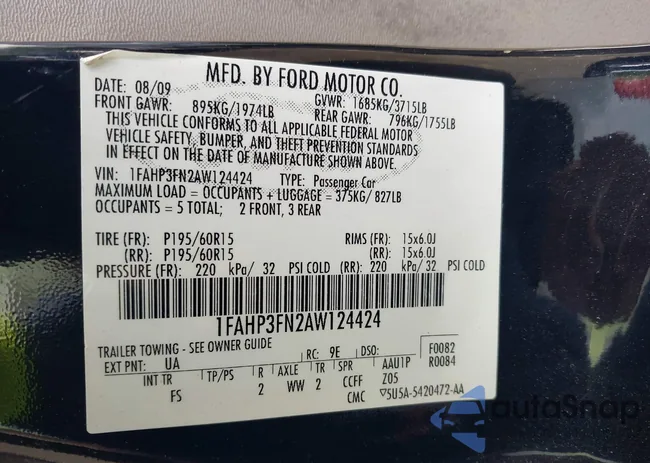 MFD. BY FORD MOTOR CO.
DATE: 08/09 GVWR: 1685KG/3715LB
FRONT GAWR: 895KG/1974LB REAR GAWR: 796KG/1755LB
THIS VEHICLE CONFORMS TO ALL APPLICABLE FEDERAL MOTOR
VEHICLE SAFETY, BUMPER, AND THEFT PREVENTION STANDARDS
IN EFFECT ON THE DATE OF MANUFACTURE SHOWN ABOVE.
VIN: 1FAHP3FN2AW124424 TYPE: Passenger Car
MAXIMUM LOAD = OCCUPANTS + LUGGAGE = 375KG/ 827LB
OCCUPANTS = 5 TOTAL; 2 FRONT, 3 REAR
TIRE (FR): P195/60R15 RIMS (FR): 15x6.0J
(RR): P195/60R15 (RR): 15x6.0J
PRESSURE (FR): 220 kPa/ 32 PSI COLD (RR): 220 kPa/ 32 PSI COLD
1FAHP3FN2AW124424
TRAILER TOWING - SEE OWNER GUIDE
EXT PNT: UA RC: 9E DSO: AAU1P F0082
R0084
INT TR TP/PS R AXLE TR SPR Z05
FS 2 WW 2 CCFF
CMC ▽5U5A-5420472-AA
autoSnap